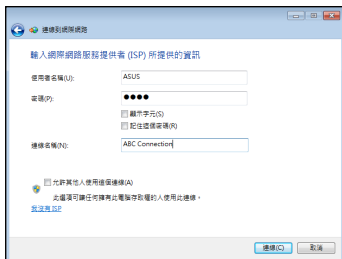 連線到網際網路
輸入網際網路服務提供者 (ISP) 所提供的資訊
使用者名稱(U): ASUS
密碼(P): ●●●●
顯示字元(S)
記住這個密碼(R)
連線名稱(N): ABC Connection
允許其他人使用這個連線(A)
此選項可讓任何擁有此電腦存取權的人使用此連線。
我沒有 ISP
連線(C) 取消